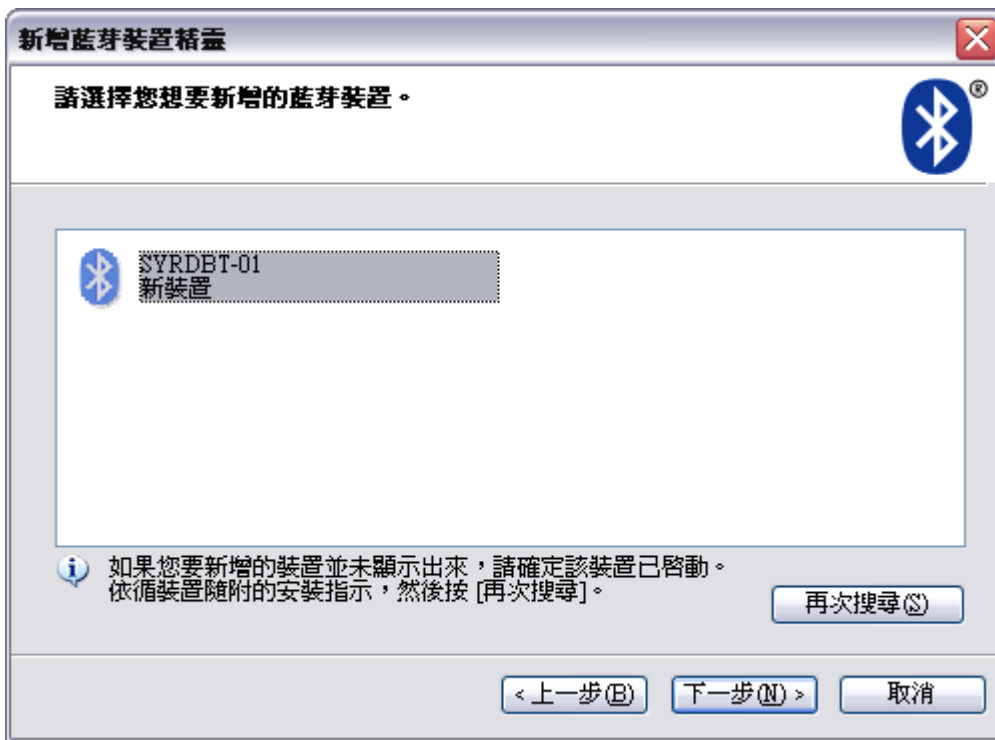 新增藍芽裝置精靈
請選擇您想要新增的藍芽裝置。
®
SYRDBT-01
新裝置
如果您要新增的裝置並未顯示出來，請確定該裝置已啓動。
依循裝置隨附的安裝指示，然後按 [再次搜尋]。
再次搜尋(S)
< 上一步(B)
下一步(N) >
取消